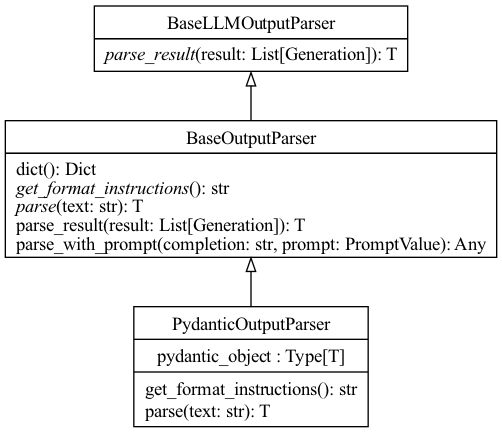 BaseLLMOutputParser
parse_result(result: List[Generation]): T
BaseOutputParser
dict(): Dict
get_format_instructions(): str
parse(text: str): T
parse_result(result: List[Generation]): T
parse_with_prompt(completion: str, prompt: PromptValue): Any
PydanticOutputParser
pydantic_object : Type[T]
get_format_instructions(): str
parse(text: str): T